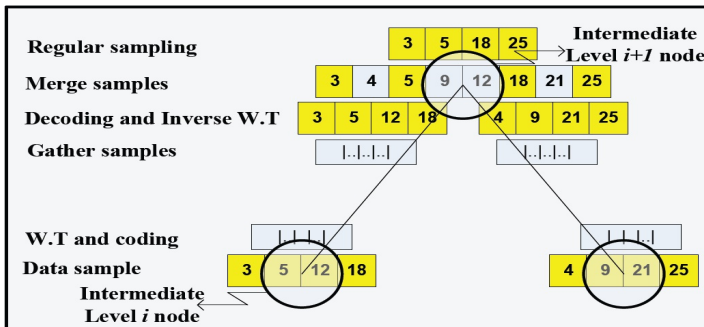 Regular sampling
3 5 18 25
Intermediate
Level i+1 node
Merge samples
3 4 5 9 12 18 21 25
Decoding and Inverse W.T
3 5 12 18
4 9 21 25
Gather samples
|..|..|..|
|..|..|..|
W.T and coding
|..|..|..|
|..|..|..|
Data sample
3 5 12 18
4 9 21 25
Intermediate
Level i node